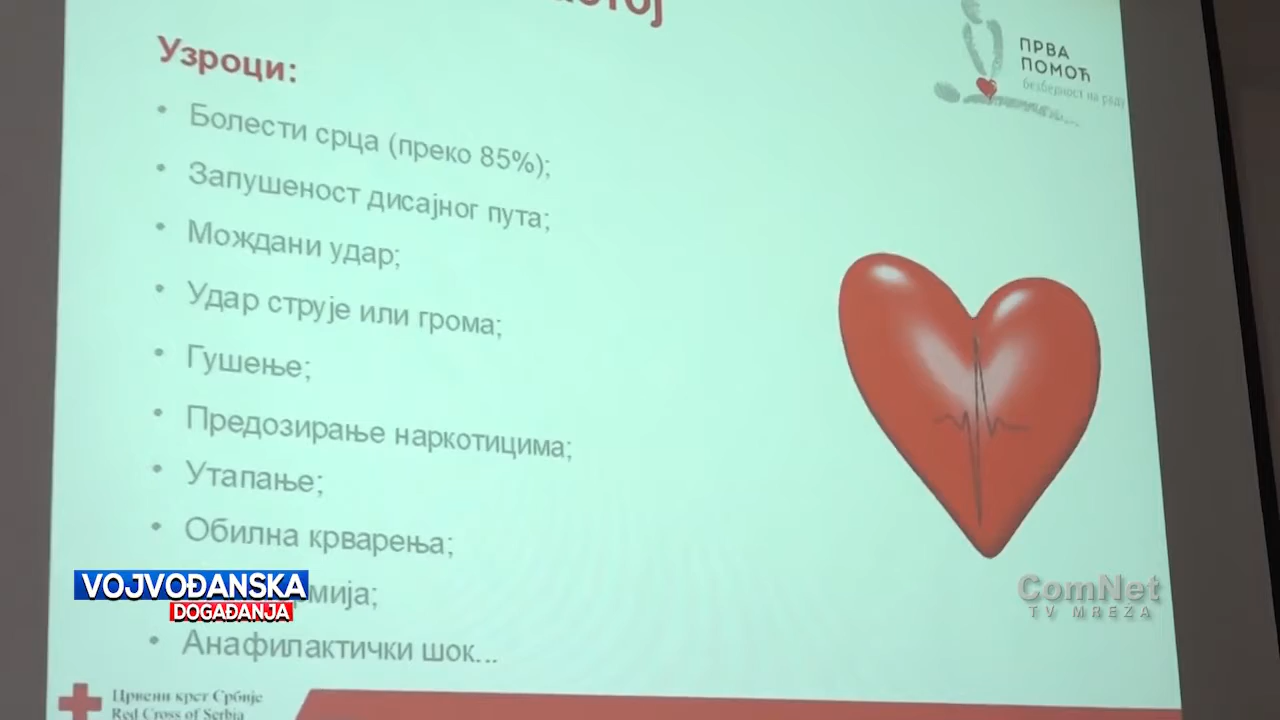 Узроци:
• Болести срца (преко 85%);
• Запушеност дисајног пута;
• Мождани удар;
• Удар струје или грома;
• Гушење;
• Предозирање наркотицима;
• Утапање;
• Обилна крварења;
• Анафилактички шок...
ПРВА
ПОМОЋ
безбедност на раду
VOJVOĐANSKA
DOGAĐANJA
ComNet
TV MREZA
Црвени крст Србије
Red Cross of Serbia